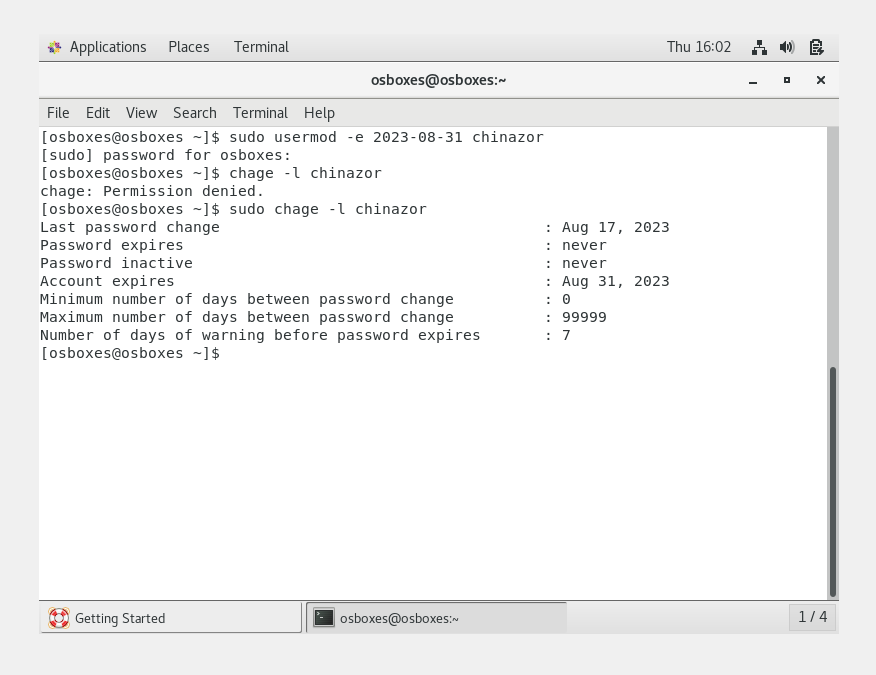 Applications Places Terminal Thu 16:02
osboxes@osboxes:~
File Edit View Search Terminal Help
[osboxes@osboxes ~]$ sudo usermod -e 2023-08-31 chinazor
[sudo] password for osboxes:
[osboxes@osboxes ~]$ chage -l chinazor
chage: Permission denied.
[osboxes@osboxes ~]$ sudo chage -l chinazor
Last password change : Aug 17, 2023
Password expires : never
Password inactive : never
Account expires : Aug 31, 2023
Minimum number of days between password change : 0
Maximum number of days between password change : 99999
Number of days of warning before password expires : 7
[osboxes@osboxes ~]$
Getting Started osboxes@osboxes:~ 1 / 4